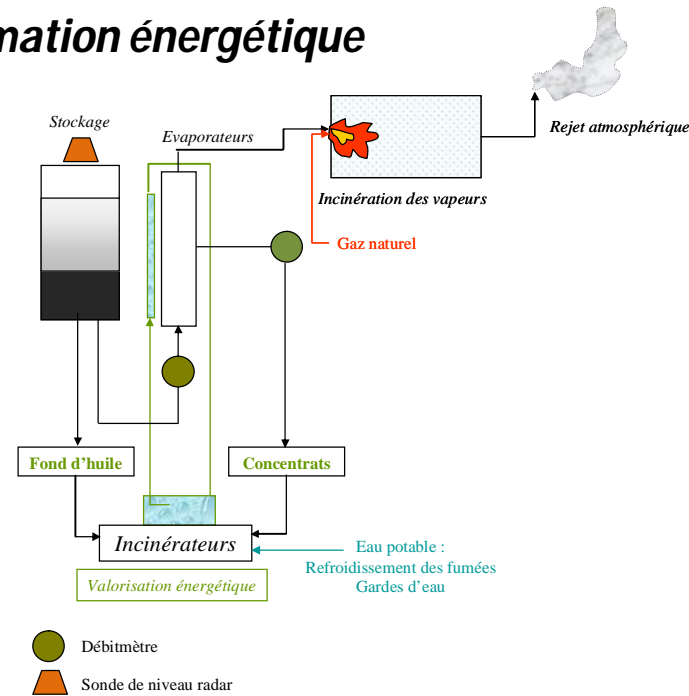 mation énergétique
Stockage
Evaporateurs
Rejet atmosphérique
Incinération des vapeurs
Gaz naturel
Fond d’huile
Concentrats
Incinérateurs
Eau potable :
Refroidissement des fumées
Gardes d’eau
Valorisation énergétique
Débitmètre
Sonde de niveau radar